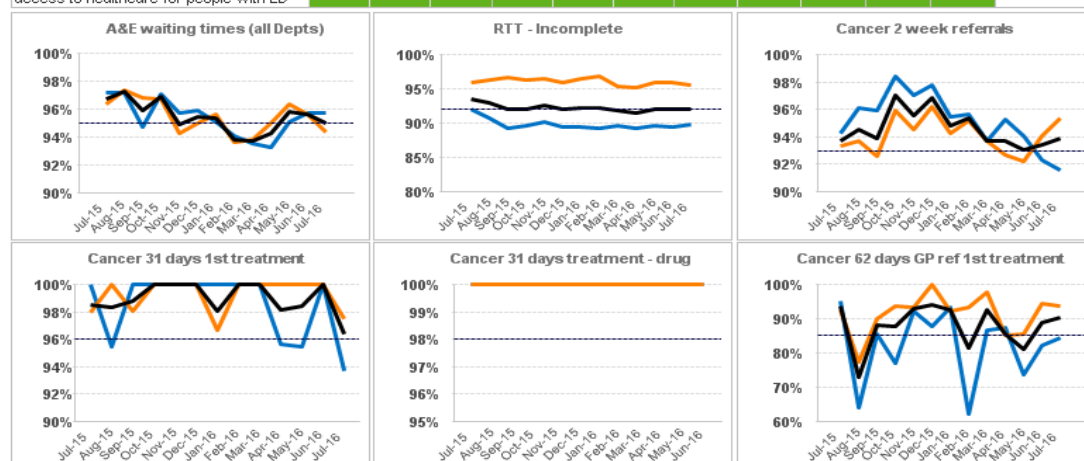 access to healthcare for people with LD
A&E waiting times (all Depts)
100%
98%
96%
94%
92%
90%
Jul-15
Aug-15
Sep-15
Oct-15
Nov-15
Dec-15
Jan-16
Feb-16
Mar-16
Apr-16
May-16
Jun-16
Jul-16
RTT - Incomplete
100%
95%
90%
85%
80%
Jul-15
Aug-15
Sep-15
Oct-15
Nov-15
Dec-15
Jan-16
Feb-16
Mar-16
Apr-16
May-16
Jun-16
Jul-16
Cancer 2 week referrals
100%
98%
96%
94%
92%
90%
Jul-15
Aug-15
Sep-15
Oct-15
Nov-15
Dec-15
Jan-16
Feb-16
Mar-16
Apr-16
May-16
Jun-16
Jul-16
Cancer 31 days 1st treatment
100%
98%
96%
94%
92%
90%
Jul-15
Aug-15
Sep-15
Oct-15
Nov-15
Dec-15
Jan-16
Feb-16
Mar-16
Apr-16
May-16
Jun-16
Jul-16
Cancer 31 days treatment - drug
100%
99%
98%
97%
96%
95%
Jul-15
Aug-15
Sep-15
Oct-15
Nov-15
Dec-15
Jan-16
Feb-16
Mar-16
Apr-16
May-16
Jun-16
Cancer 62 days GP ref 1st treatment
100%
90%
80%
70%
60%
Jul-15
Aug-15
Sep-15
Oct-15
Nov-15
Dec-15
Jan-16
Feb-16
Mar-16
Apr-16
May-16
Jun-16
Jul-16